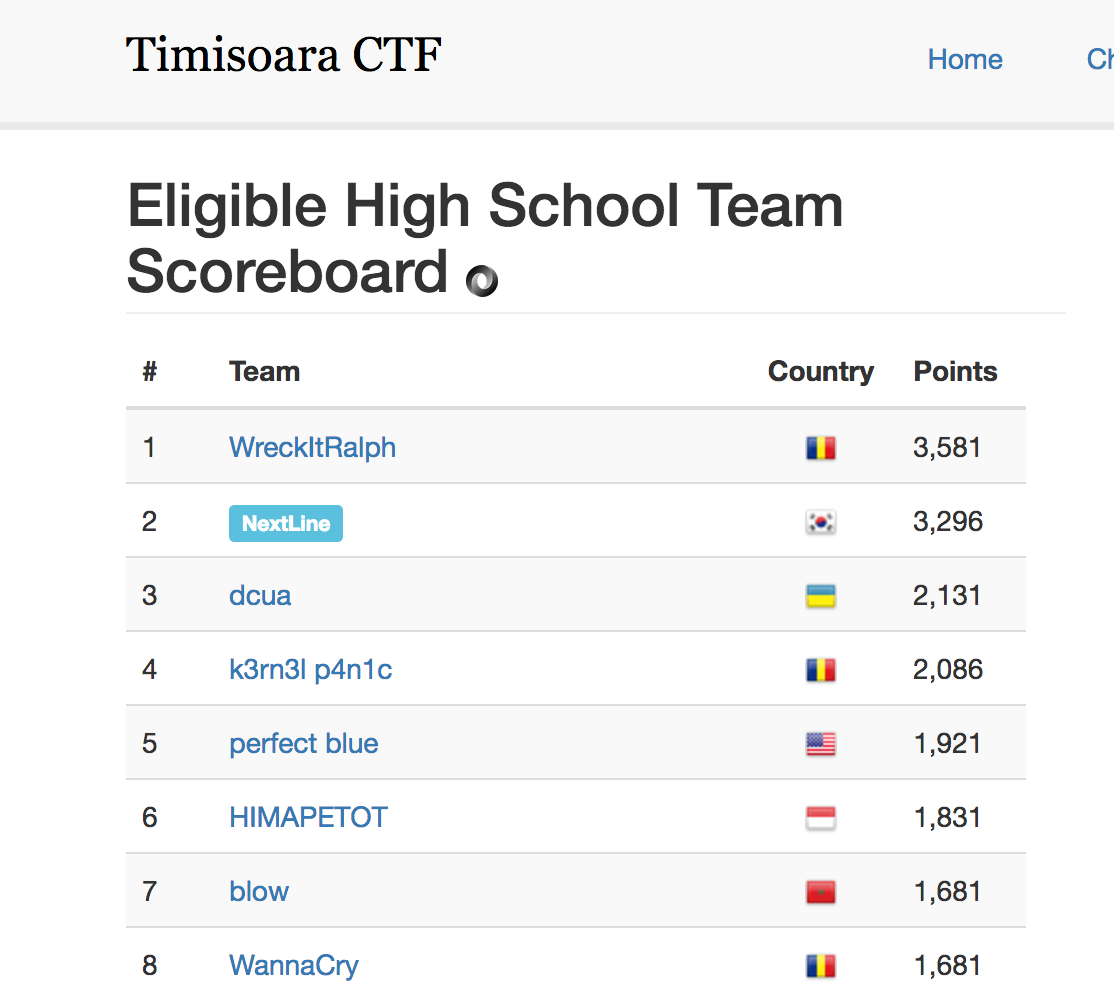 Timisoara CTF
Home Ch
Eligible High School Team
Scoreboard
# Team Country Points
1 WreckItRalph 3,581
2 NextLine 3,296
3 dcua 2,131
4 k3rn3l p4n1c 2,086
5 perfect blue 1,921
6 HIMAPETOT 1,831
7 blow 1,681
8 WannaCry 1,681